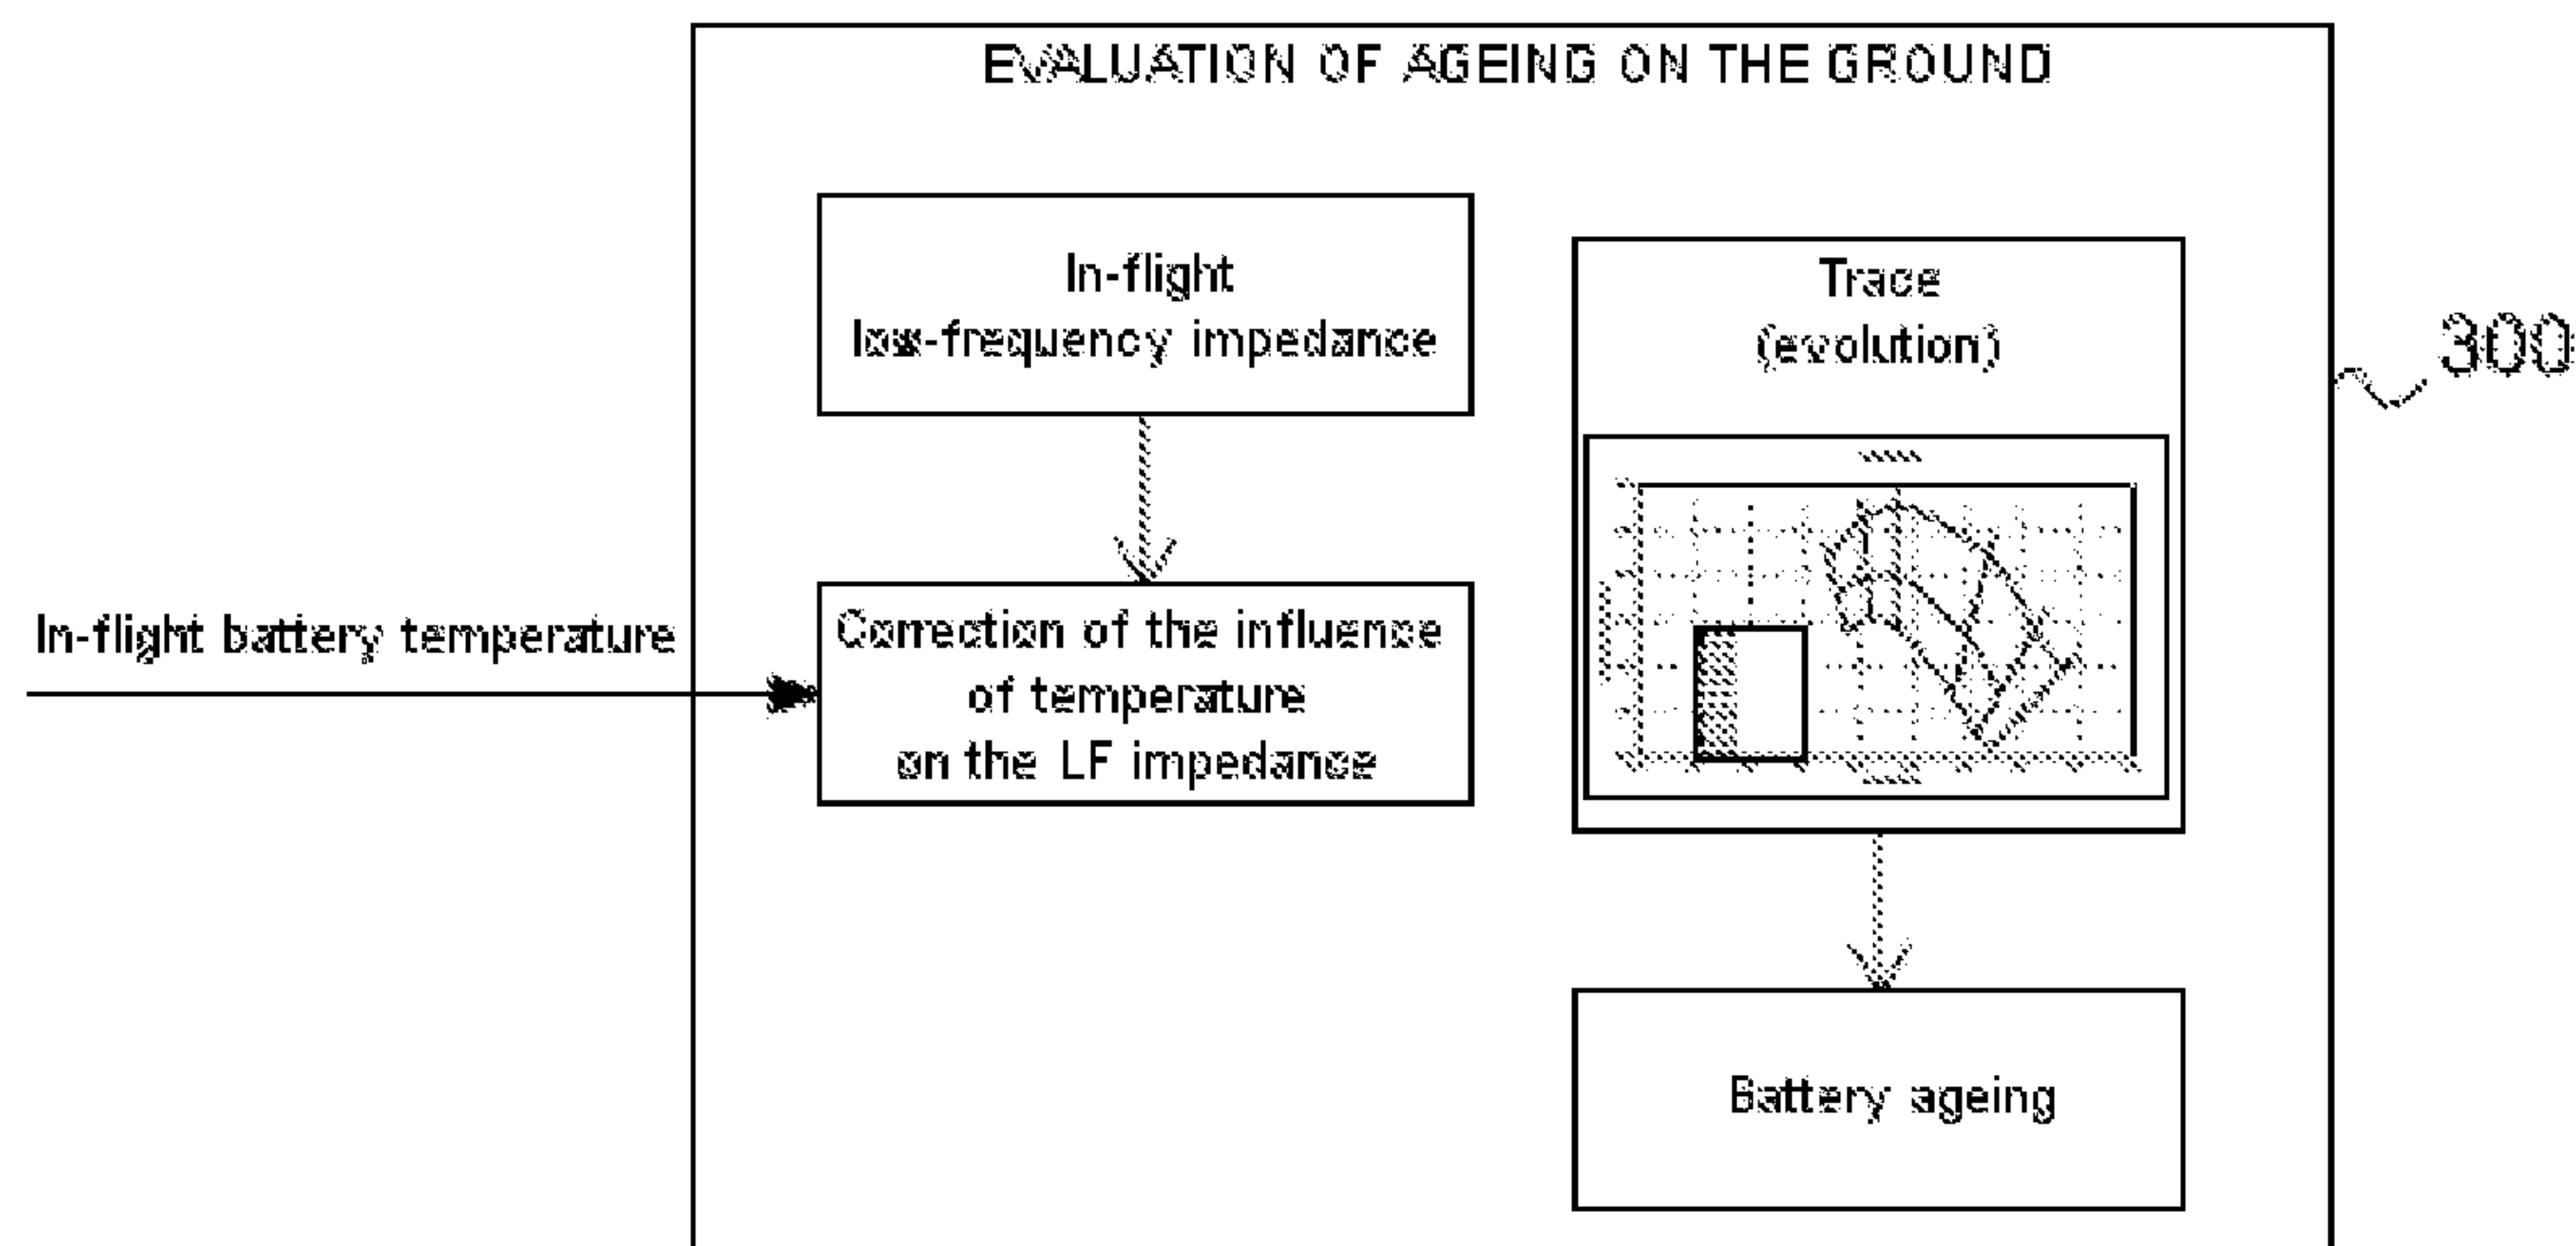 EVALUATION OF AGEING ON THE GROUND
In-flight
low-frequency impedance
Trace
(evolution)
300
In-flight battery temperature
Correction of the influence
of temperature
on the LF impedance
Battery ageing